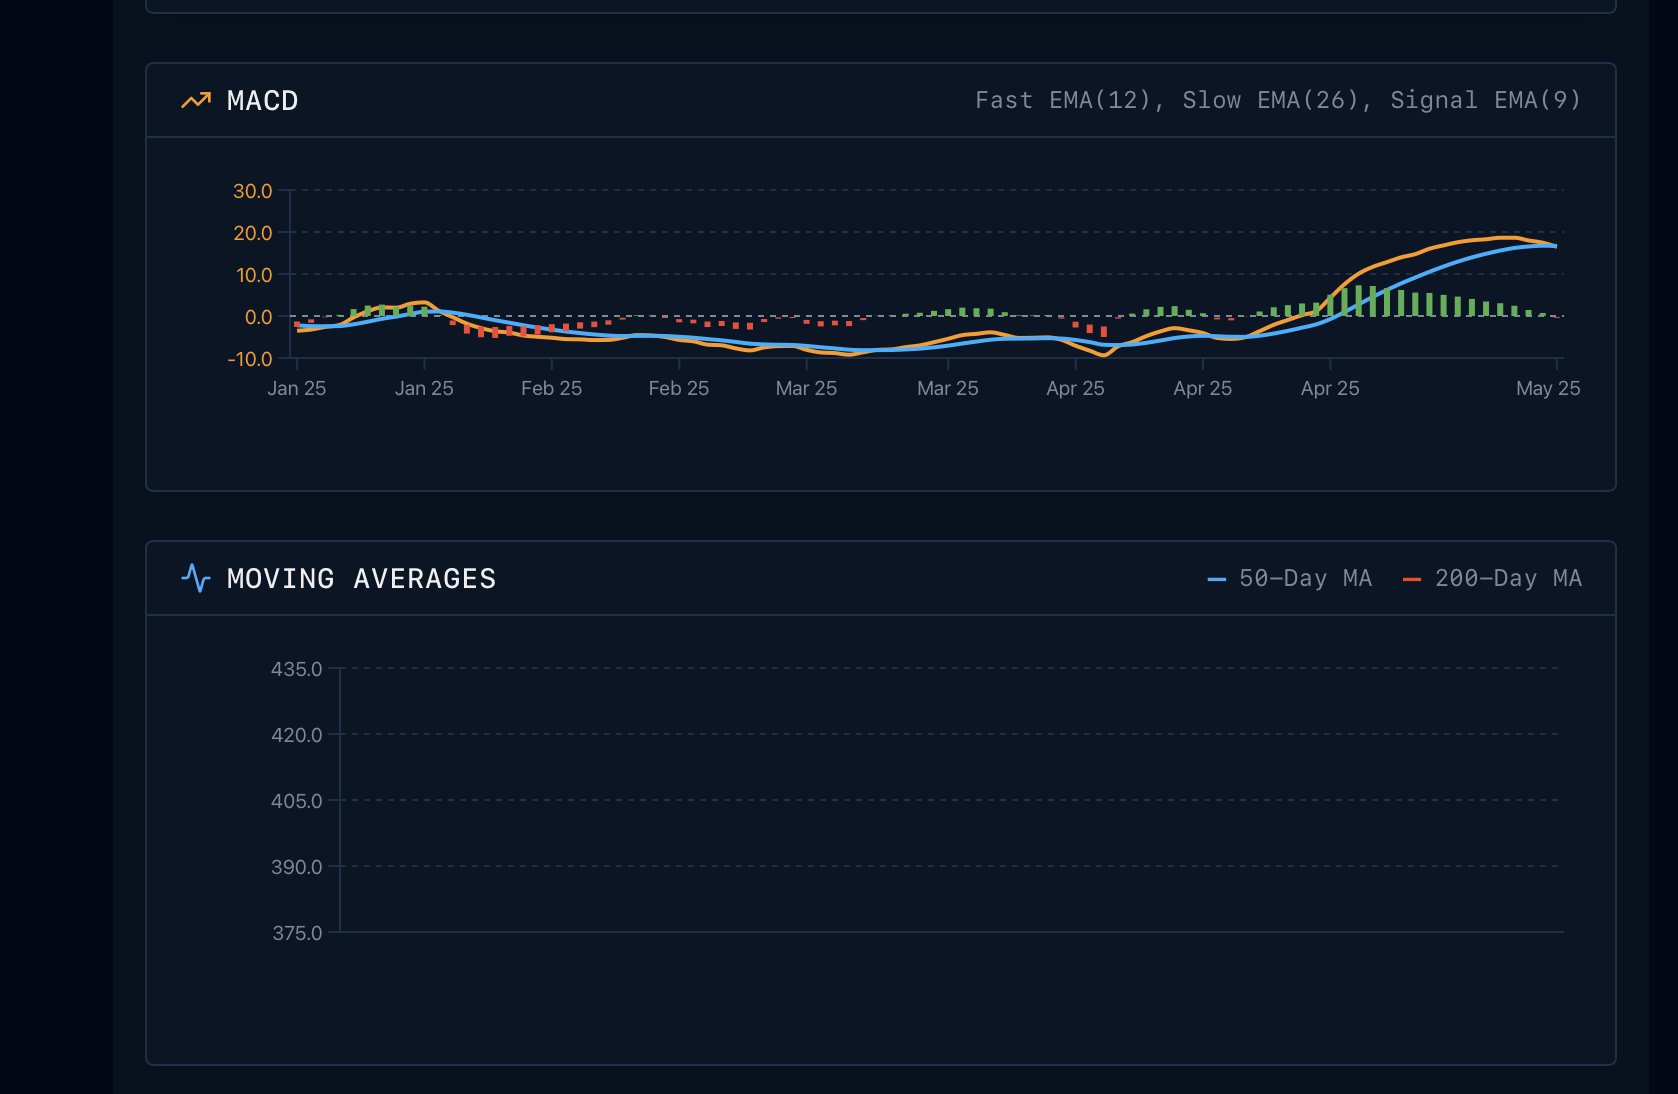 MACD
Fast EMA(12), Slow EMA(26), Signal EMA(9)
30.0
20.0
10.0
0.0
-10.0
Jan 25 Jan 25 Feb 25 Feb 25 Mar 25 Mar 25 Apr 25 Apr 25 Apr 25 May 25
MOVING AVERAGES
50-Day MA 200-Day MA
435.0
420.0
405.0
390.0
375.0